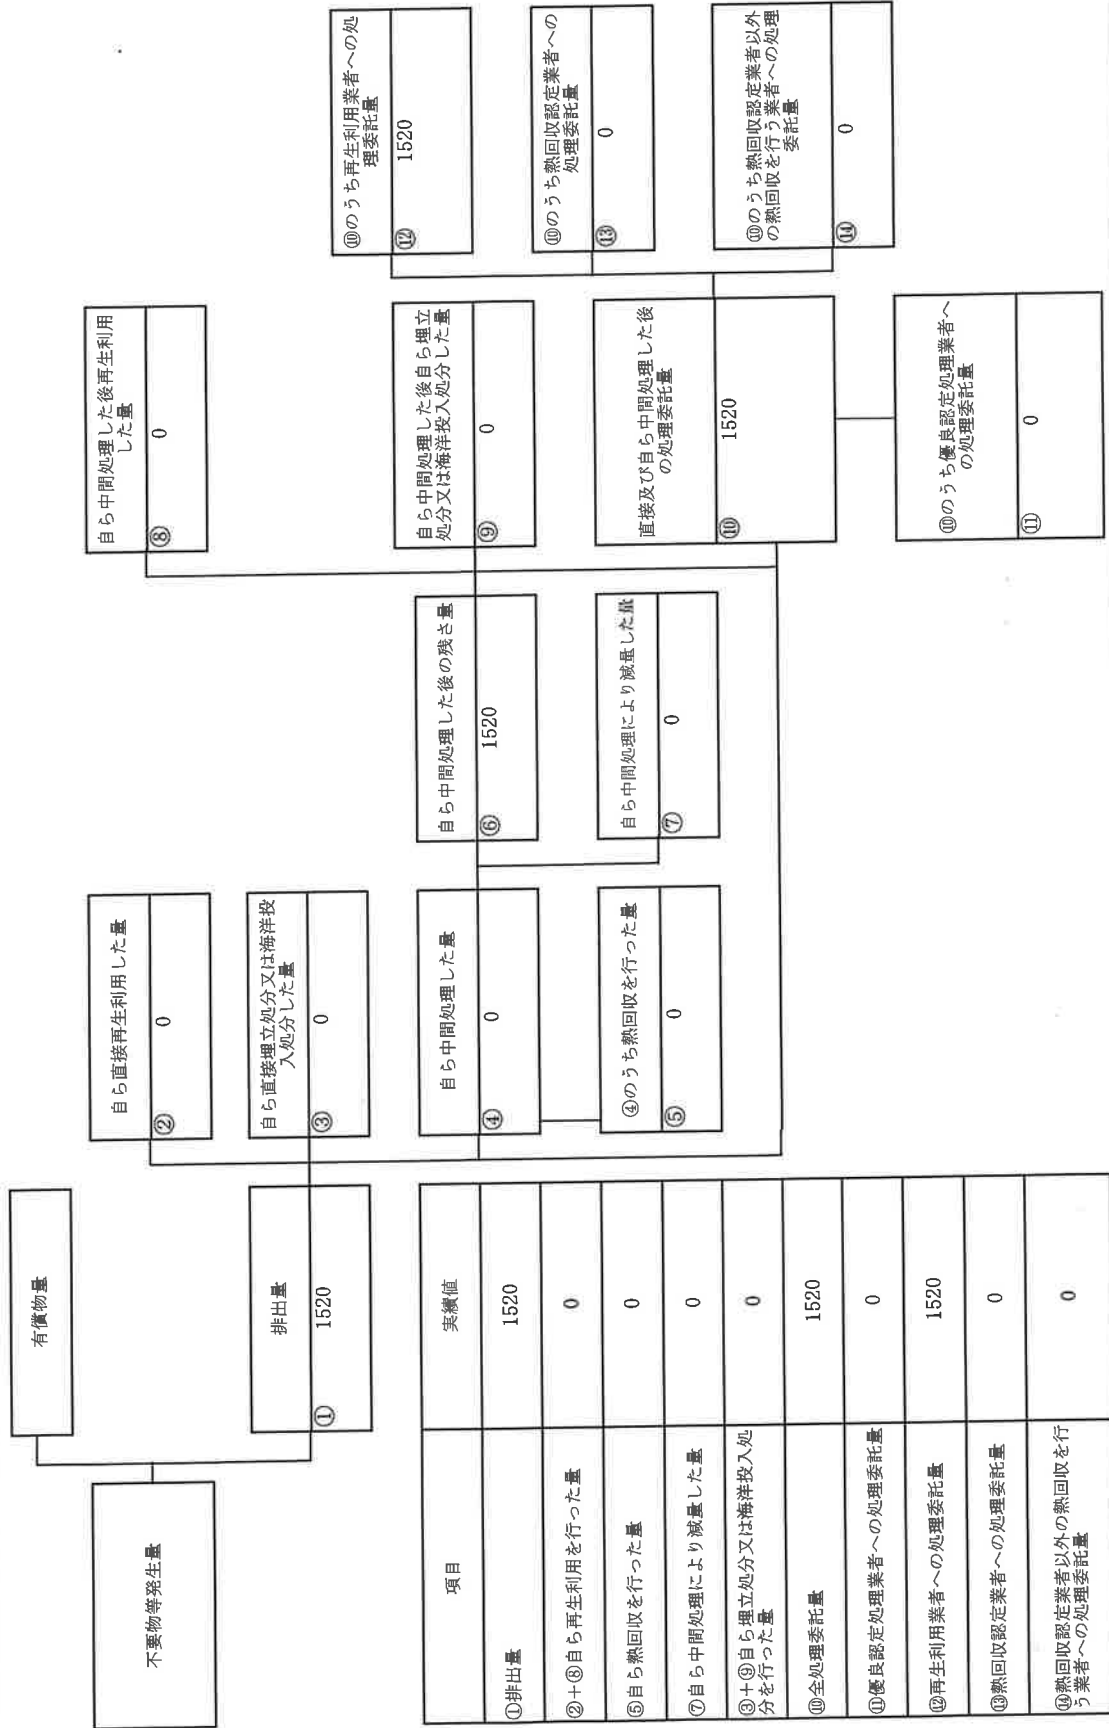 不要物等発生量
有償物量
排出量
①
1520
自ら直接再生利用した量
②
0
自ら直接埋立処分又は海洋投
入処分した量
③
0
自ら中間処理した量
④
0
④のうち熱回収を行った量
⑤
0
自ら中間処理した後の残さ量
⑥
1520
自ら中間処理により減量した量
⑦
0
自ら中間処理した後再生利用
した量
⑧
0
自ら中間処理した後自ら埋立
処分又は海洋投入処分した量
⑨
0
直接及び自ら中間処理した後
の処理委託量
⑩
1520
⑩のうち優良認定処理業者へ
の処理委託量
⑪
0
⑩のうち再生利用業者への処
理委託量
⑫
1520
⑩のうち熱回収認定業者への
処理委託量
⑬
0
⑩のうち熱回収認定業者以外
の熱回収を行う業者への処理
委託量
⑭
0
項目 実績値
①排出量 1520
②+⑧自ら再生利用を行った量 0
⑤自ら熱回収を行った量 0
⑦自ら中間処理により減量した量 0
③+⑨自ら埋立処分又は海洋投入処
分を行った量 0
⑩全処理委託量 1520
⑪優良認定処理業者への処理委託量 0
⑫再生利用業者への処理委託量 1520
⑬熱回収認定業者への処理委託量 0
⑭熱回収認定業者以外の熱回収を行
う業者への処理委託量 0